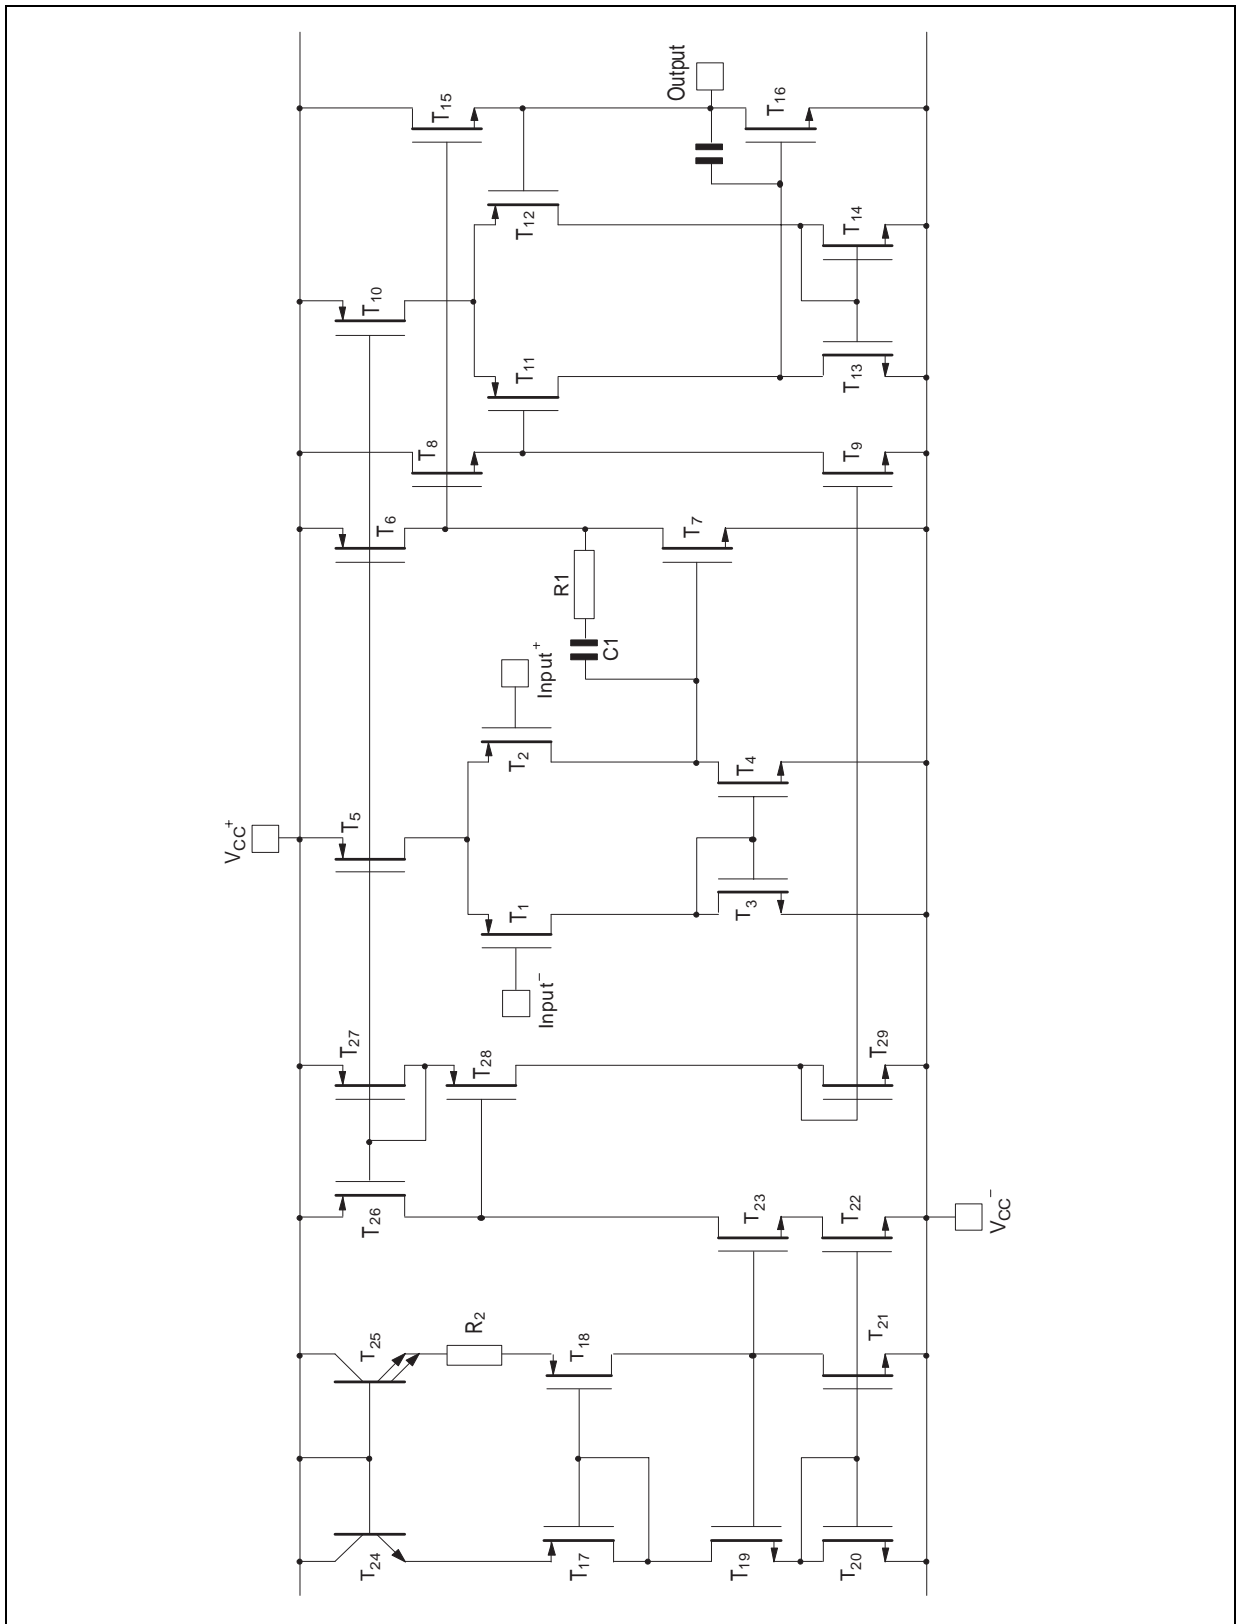 Output
T15
T16
T12
T14
T10
T11
T13
T8
T9
T6
T7
R1
C1
Input+
T2
T4
VCC+
T5
T1
T3
Input−
T27
T28
T29
T26
T23
T22
VCC−
R2
T25
T18
T21
T24
T17
T19
T20